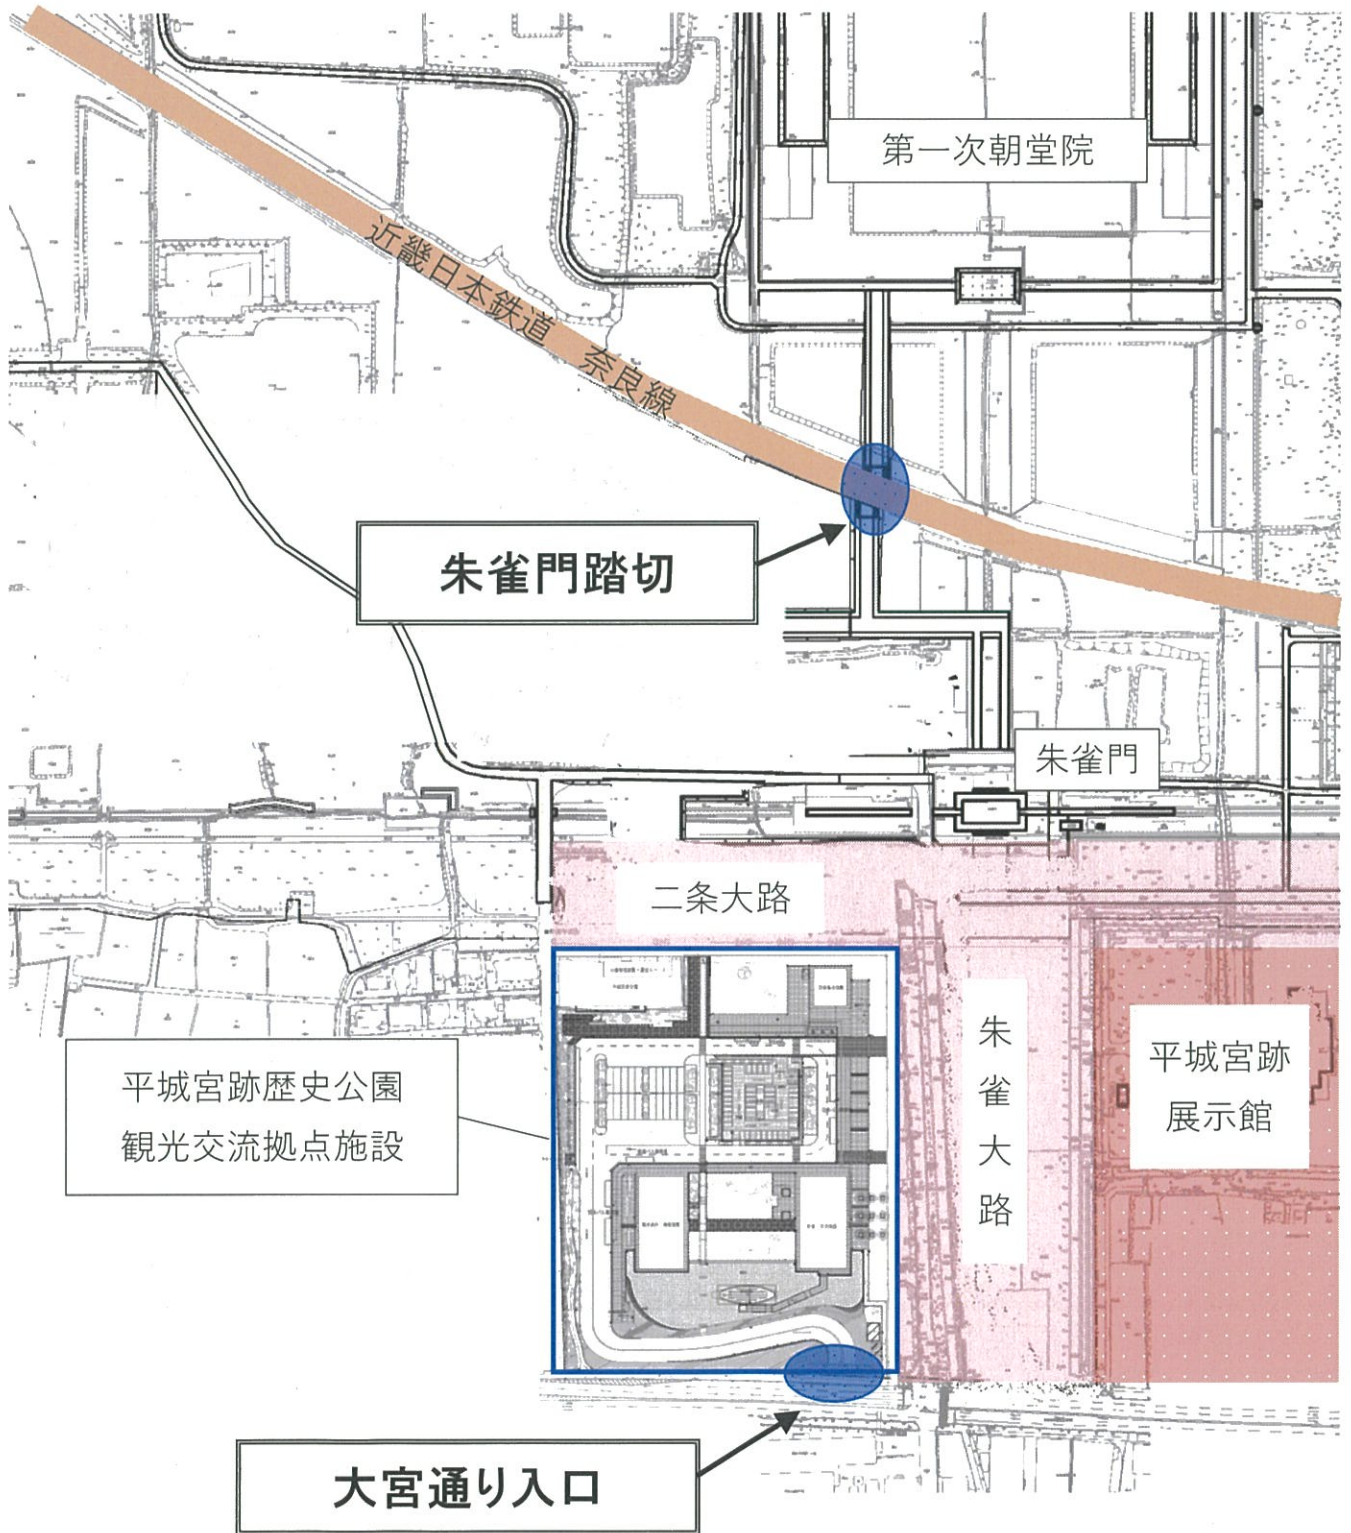 第一次朝堂院
近畿日本鉄道　奈良線
朱雀門踏切
朱雀門
二条大路
朱雀大路
平城宮跡
展示館
平城宮跡歴史公園
観光交流拠点施設
大宮通り入口